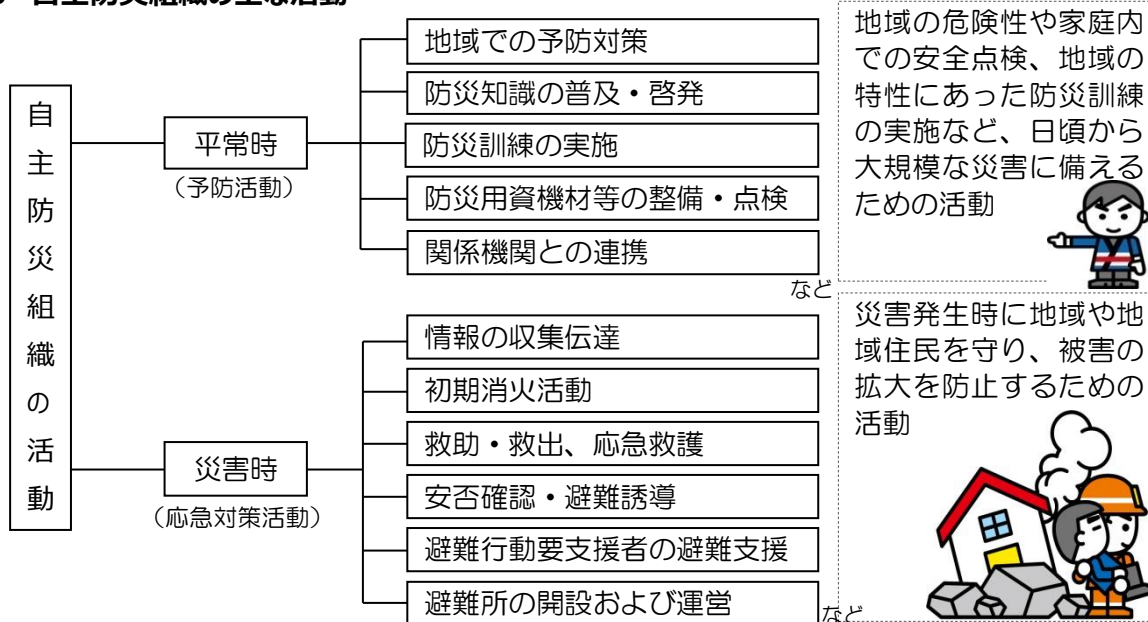 自主防災組織の主な活動
自主防災組織の活動
平常時
（予防活動）
地域での予防対策
防災知識の普及・啓発
防災訓練の実施
防災用資機材等の整備・点検
関係機関との連携
など
地域の危険性や家庭内
での安全点検、地域の
特性にあった防災訓練
の実施など、日頃から
大規模な災害に備える
ための活動
災害時
（応急対策活動）
情報の収集伝達
初期消火活動
救助・救出、応急救護
安否確認・避難誘導
避難行動要支援者の避難支援
避難所の開設および運営
など
災害発生時に地域や地
域住民を守り、被害の
拡大を防止するための
活動